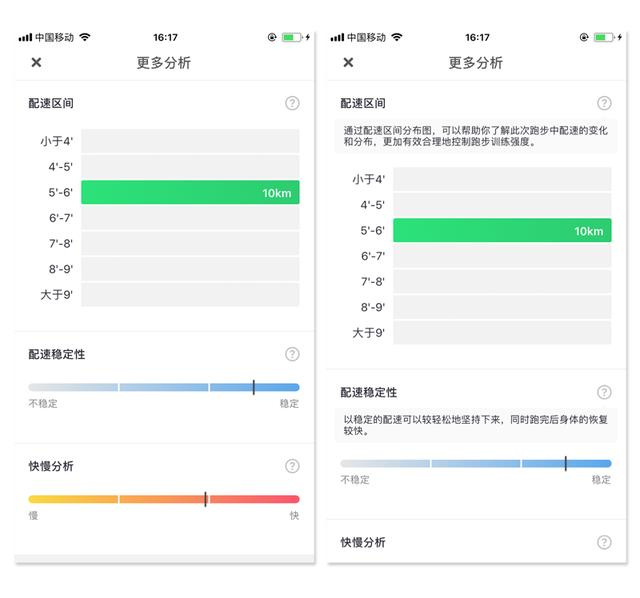 中国移动 16:17
更多分析
配速区间
小于4'
4'-5'
5'-6' 10km
6'-7'
7'-8'
8'-9'
大于9'
配速稳定性
不稳定 稳定
快慢分析
慢 快
中国移动 16:17
更多分析
配速区间
通过配速区间分布图，可以帮助你了解此次跑步中配速的变化
和分布，更加有效合理地控制跑步训练强度。
小于4'
4'-5'
5'-6' 10km
6'-7'
7'-8'
8'-9'
大于9'
配速稳定性
以稳定的配速可以较轻松地坚持下来，同时跑完后身体的恢复
较快。
不稳定 稳定
快慢分析